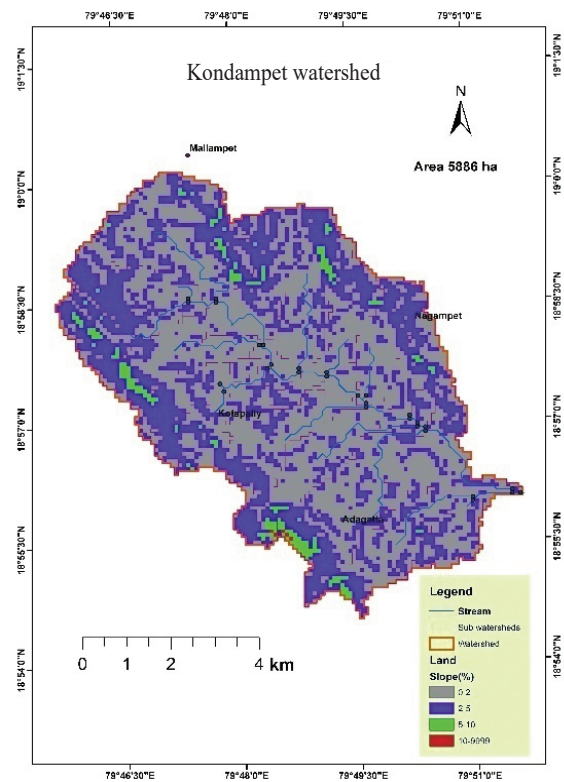 79°46'30"E 79°48'0"E 79°49'30"E 79°51'0"E
Kondampet watershed
N
Area 5886 ha
Mallampet
Nagampet
Kotapally
19°1'30"N
19°0'0"N
18°58'30"N
18°57'0"N
18°55'30"N
18°54'0"N
19°1'30"N
19°0'0"N
18°58'30"N
18°57'0"N
18°55'30"N
18°54'0"N
0 1 2 3 4 km
Legend
Stream
Sub watersheds
Watershed
Land
Slope(%)
0-2
2-5
5-10
10-9999
79°46'30"E 79°48'0"E 79°49'30"E 79°51'0"E